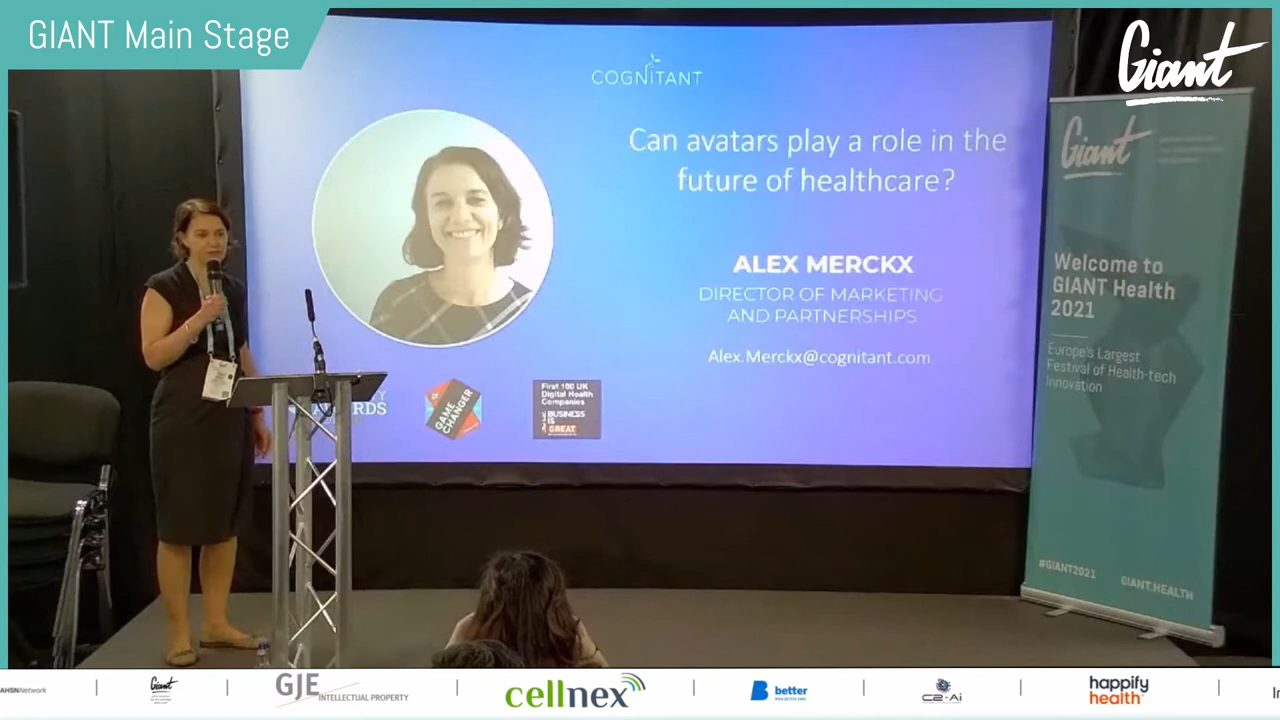 GIANT Main Stage
Giant
COGNITANT
Can avatars play a role in the
future of healthcare?
ALEX MERCKX
DIRECTOR OF MARKETING
AND PARTNERSHIPS
Alex.Merckx@cognitant.com
GAME
CHANGER
First 100 UK
Digital Health
Companies
BUSINESS
IS
GREAT
Giant
Welcome to
GIANT Health
2021
Europe's Largest
Festival of Health-tech
Innovation
#GIANT2021
GIANT.HEALTH
AHSNNetwork
Giant
GJE
INTELLECTUAL PROPERTY
cellnex
better
C2-Ai
happify
health